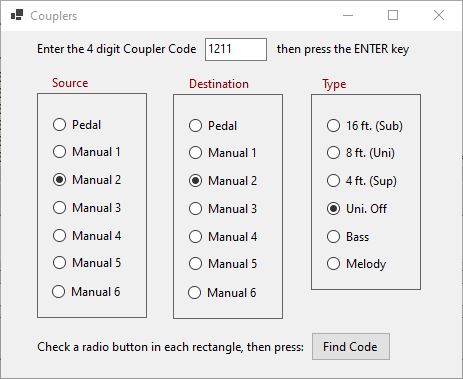 Couplers
Enter the 4 digit Coupler Code 1211 then press the ENTER key
Source Destination Type
Pedal Pedal 16 ft. (Sub)
Manual 1 Manual 1 8 ft. (Uni)
Manual 2 Manual 2 4 ft. (Sup)
Manual 3 Manual 3 Uni. Off
Manual 4 Manual 4 Bass
Manual 5 Manual 5 Melody
Manual 6 Manual 6
Check a radio button in each rectangle, then press: Find Code